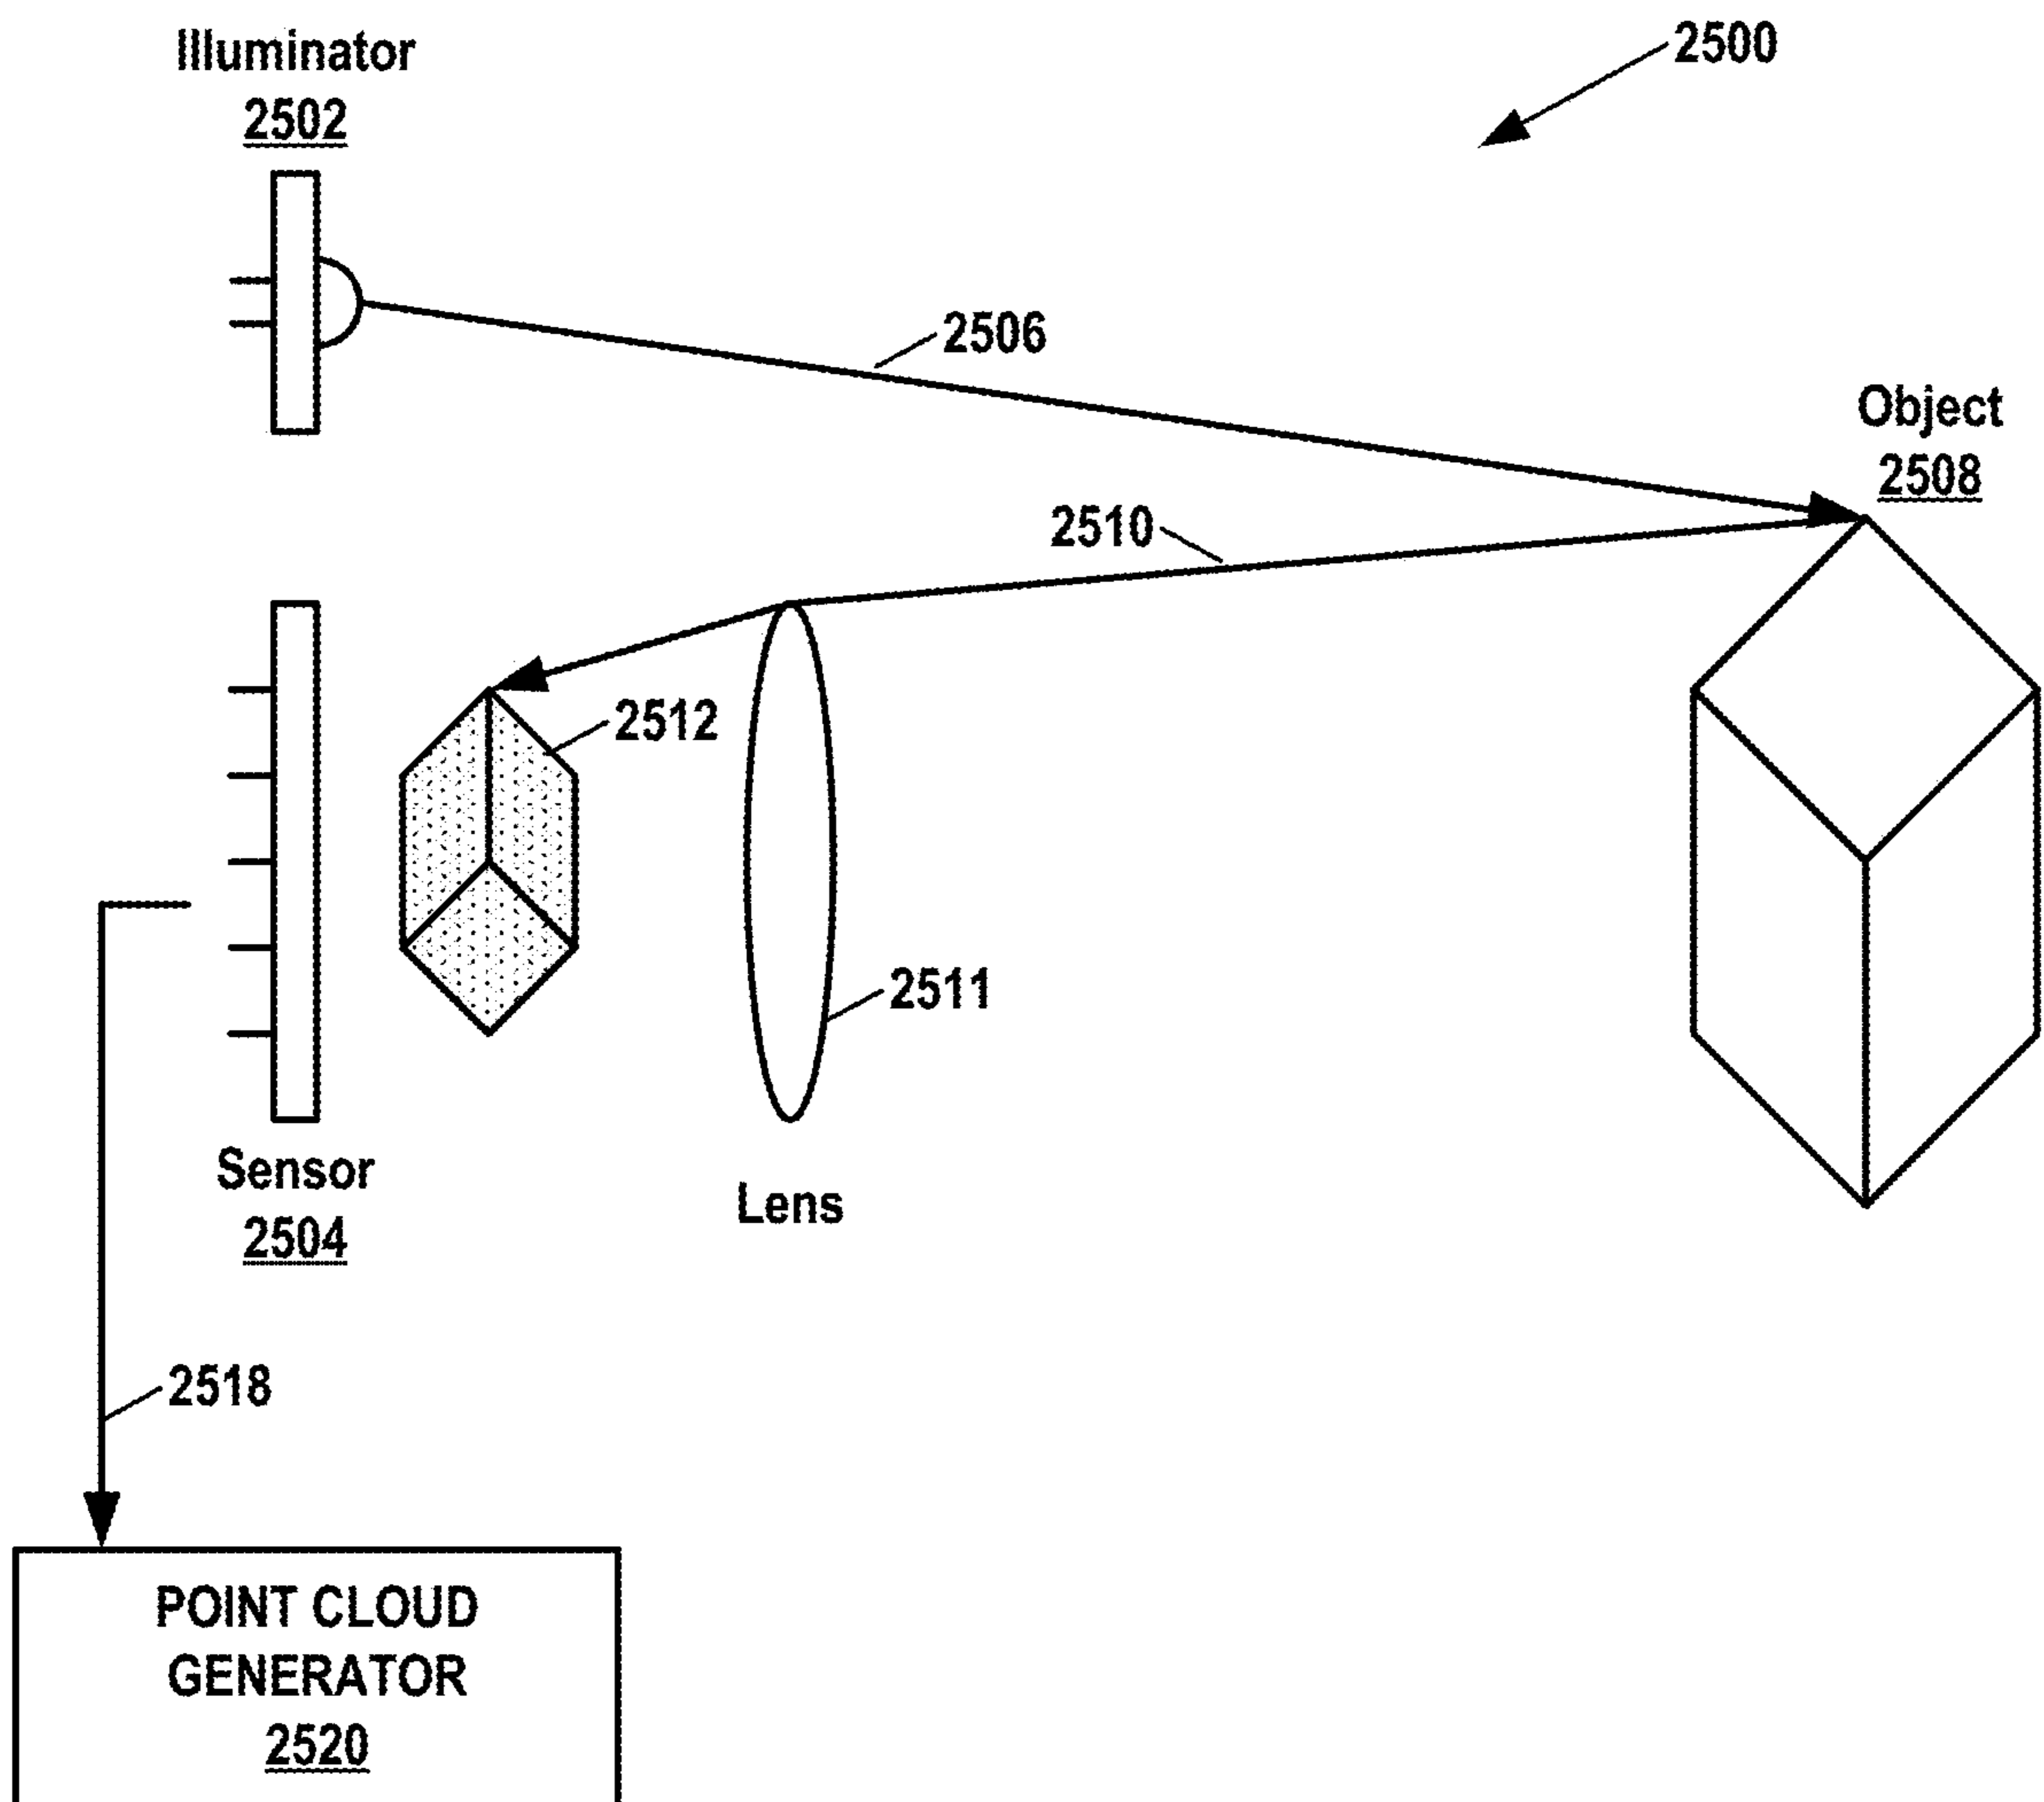 Illuminator
2502
2500
2506
Object
2508
2510
2512
2511
Sensor
2504
Lens
2518
POINT CLOUD
GENERATOR
2520